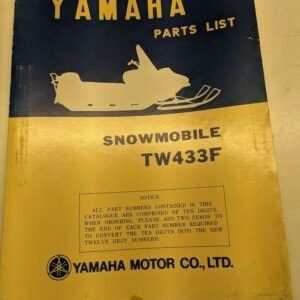 YAMAHA
PARTS LIST
SNOWMOBILE
TW433F
NOTICE
ALL PART NUMBERS CONTAINED IN THIS
CATALOGUE ARE COMPRISED OF TEN DIGITS.
WHEN ORDERING, PLEASE ADD TWO ZEROS TO
THE END OF EACH PART NUMBER REQUIRED
TO CONVERT THE TEN DIGITS INTO THE NEW
TWELVE DIGIT NUMBERS.
YAMAHA MOTOR CO., LTD.